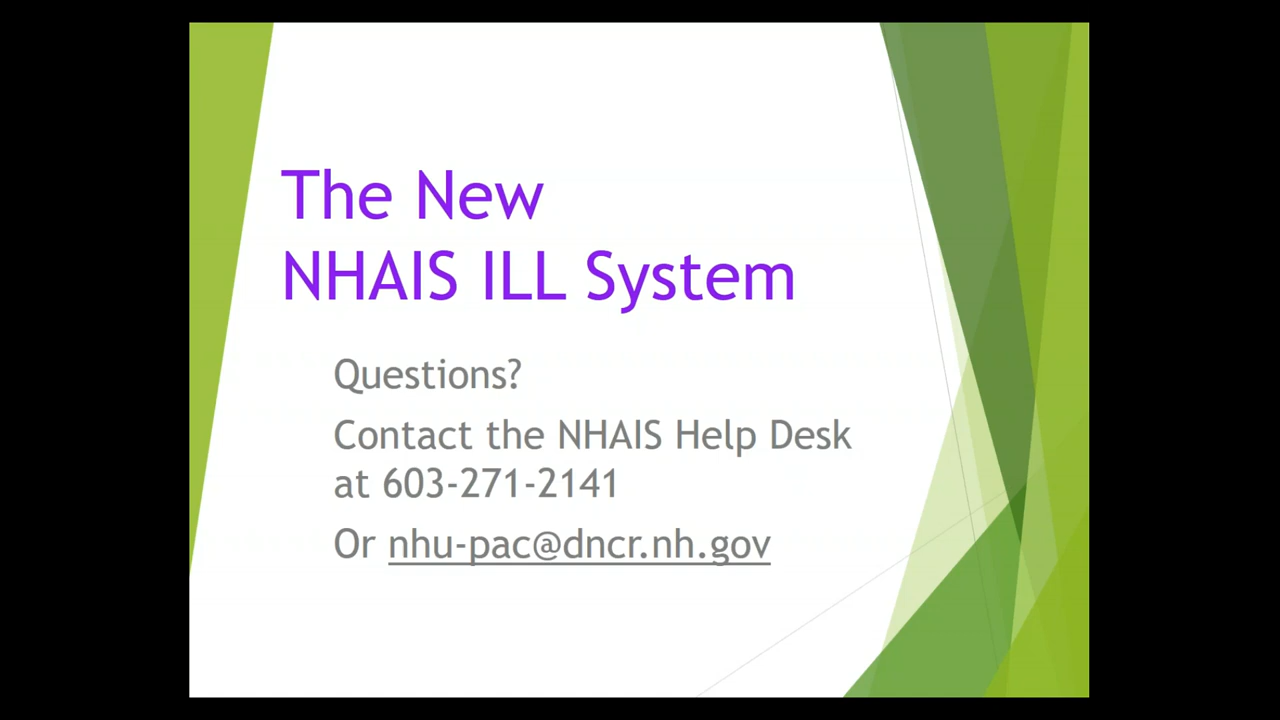 The New
NHAIS ILL System
Questions?
Contact the NHAIS Help Desk
at 603-271-2141
Or nhu-pac@dncr.nh.gov